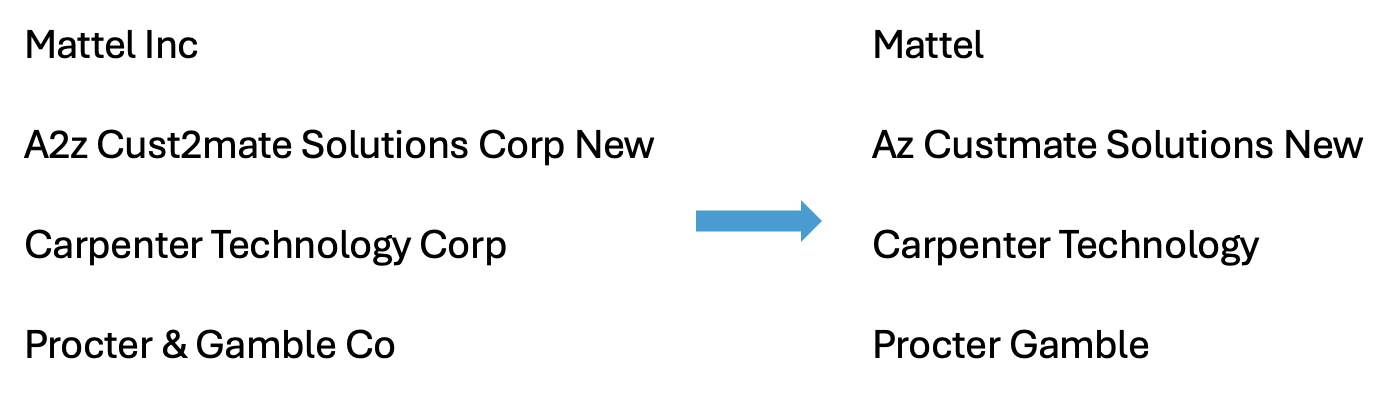 Mattel Inc
A2z Cust2mate Solutions Corp New
Carpenter Technology Corp
Procter & Gamble Co
Mattel
Az Custmate Solutions New
Carpenter Technology
Procter Gamble